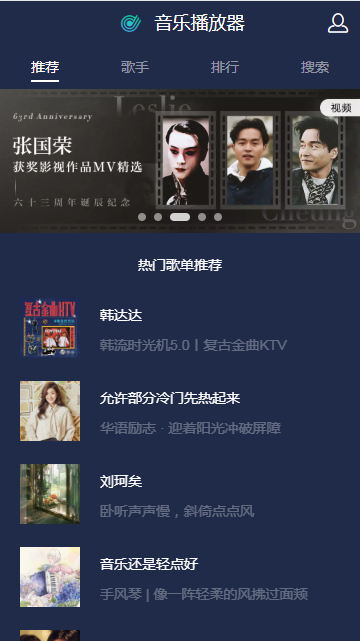 音乐播放器
推荐
歌手
排行
搜索
视频
Leslie
63rd Anniversary
张国荣
获奖影视作品MV精选
六十三周年诞辰纪念
Cheung
热门歌单推荐
复古金曲KTV
韩达达
韩流时光机5.0丨复古金曲KTV
允许部分冷门先热起来
华语励志 · 迎着阳光冲破屏障
刘珂矣
卧听声声慢，斜倚点点风
音乐还是轻点好
手风琴 | 像一阵轻柔的风拂过面颊